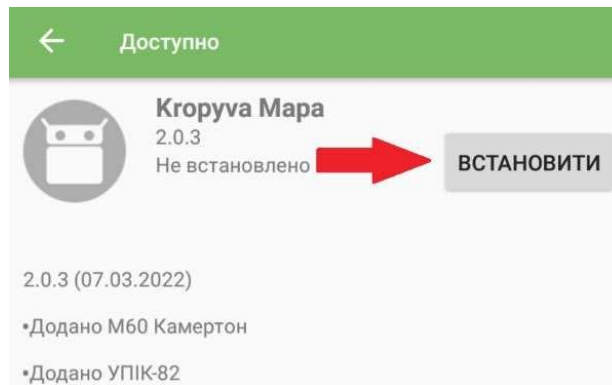 Доступно
Kropyva Мара
2.0.3
Не встановлено
ВСТАНОВИТИ
2.0.3 (07.03.2022)
•Додано М60 Камертон
•Додано УПІК-82